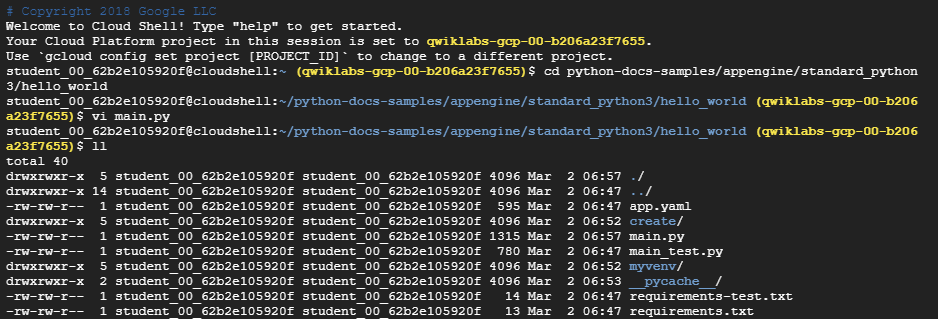 # Copyright 2018 Google LLC
Welcome to Cloud Shell! Type "help" to get started.
Your Cloud Platform project in this session is set to qwiklabs-gcp-00-b206a23f7655.
Use `gcloud config set project [PROJECT_ID]` to change to a different project.
student_00_62b2e105920f@cloudshell:~ (qwiklabs-gcp-00-b206a23f7655)$ cd python-docs-samples/appengine/standard_python
3/hello_world
student_00_62b2e105920f@cloudshell:~/python-docs-samples/appengine/standard_python3/hello_world (qwiklabs-gcp-00-b206
a23f7655)$ vi main.py
student_00_62b2e105920f@cloudshell:~/python-docs-samples/appengine/standard_python3/hello_world (qwiklabs-gcp-00-b206
a23f7655)$ ll
total 40
drwxrwxr-x  5 student_00_62b2e105920f student_00_62b2e105920f 4096 Mar  2 06:57 ./
drwxrwxr-x 14 student_00_62b2e105920f student_00_62b2e105920f 4096 Mar  2 06:47 ../
-rw-rw-r--  1 student_00_62b2e105920f student_00_62b2e105920f  595 Mar  2 06:47 app.yaml
drwxrwxr-x  5 student_00_62b2e105920f student_00_62b2e105920f 4096 Mar  2 06:52 create/
-rw-rw-r--  1 student_00_62b2e105920f student_00_62b2e105920f 1315 Mar  2 06:57 main.py
-rw-rw-r--  1 student_00_62b2e105920f student_00_62b2e105920f  780 Mar  2 06:47 main_test.py
drwxrwxr-x  5 student_00_62b2e105920f student_00_62b2e105920f 4096 Mar  2 06:52 myvenv/
drwxrwxr-x  2 student_00_62b2e105920f student_00_62b2e105920f 4096 Mar  2 06:53 __pycache__/
-rw-rw-r--  1 student_00_62b2e105920f student_00_62b2e105920f   14 Mar  2 06:47 requirements-test.txt
-rw-rw-r--  1 student_00_62b2e105920f student_00_62b2e105920f   13 Mar  2 06:47 requirements.txt